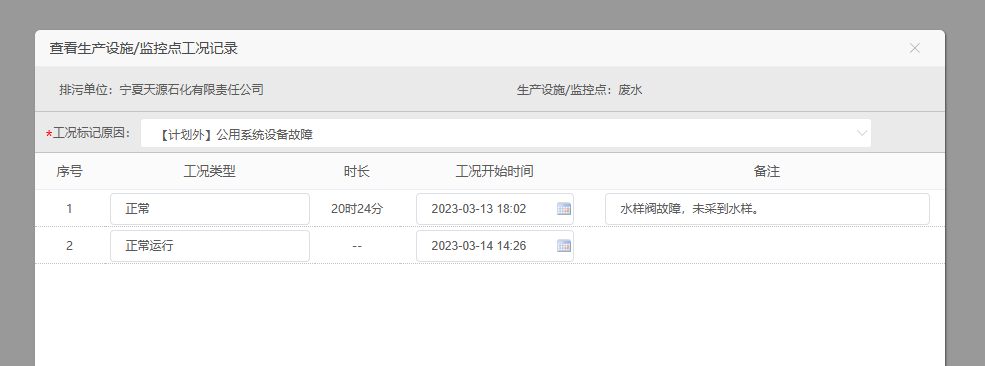 查看生产设施/监控点工况记录
排污单位：宁夏天源石化有限责任公司 生产设施/监控点：废水
*工况标记原因： 【计划外】公用系统设备故障
序号 工况类型 时长 工况开始时间 备注
1 正常 20时24分 2023-03-13 18:02 水样阀故障，未采到水样。
2 正常运行 -- 2023-03-14 14:26